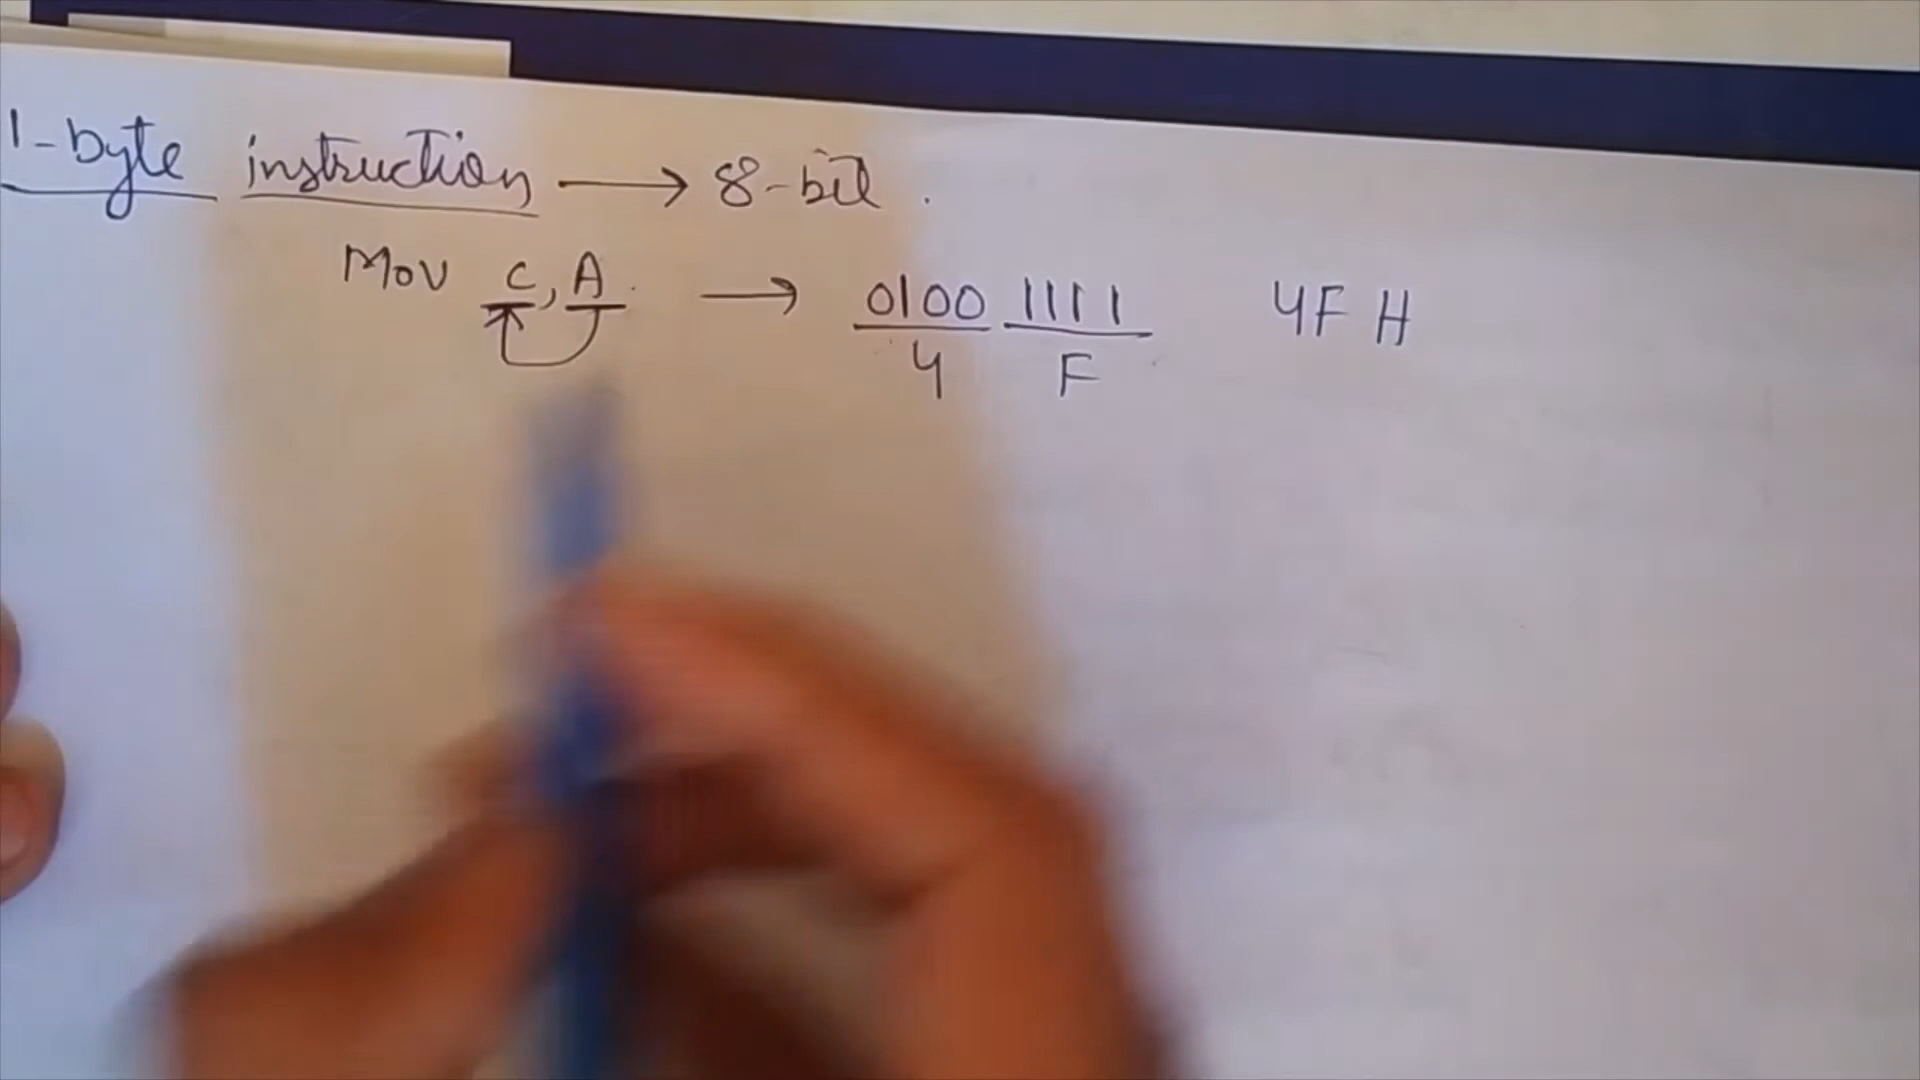 1-byte instruction → 8-bit.
Mov C, A → 0100 1111 4F H
4 F